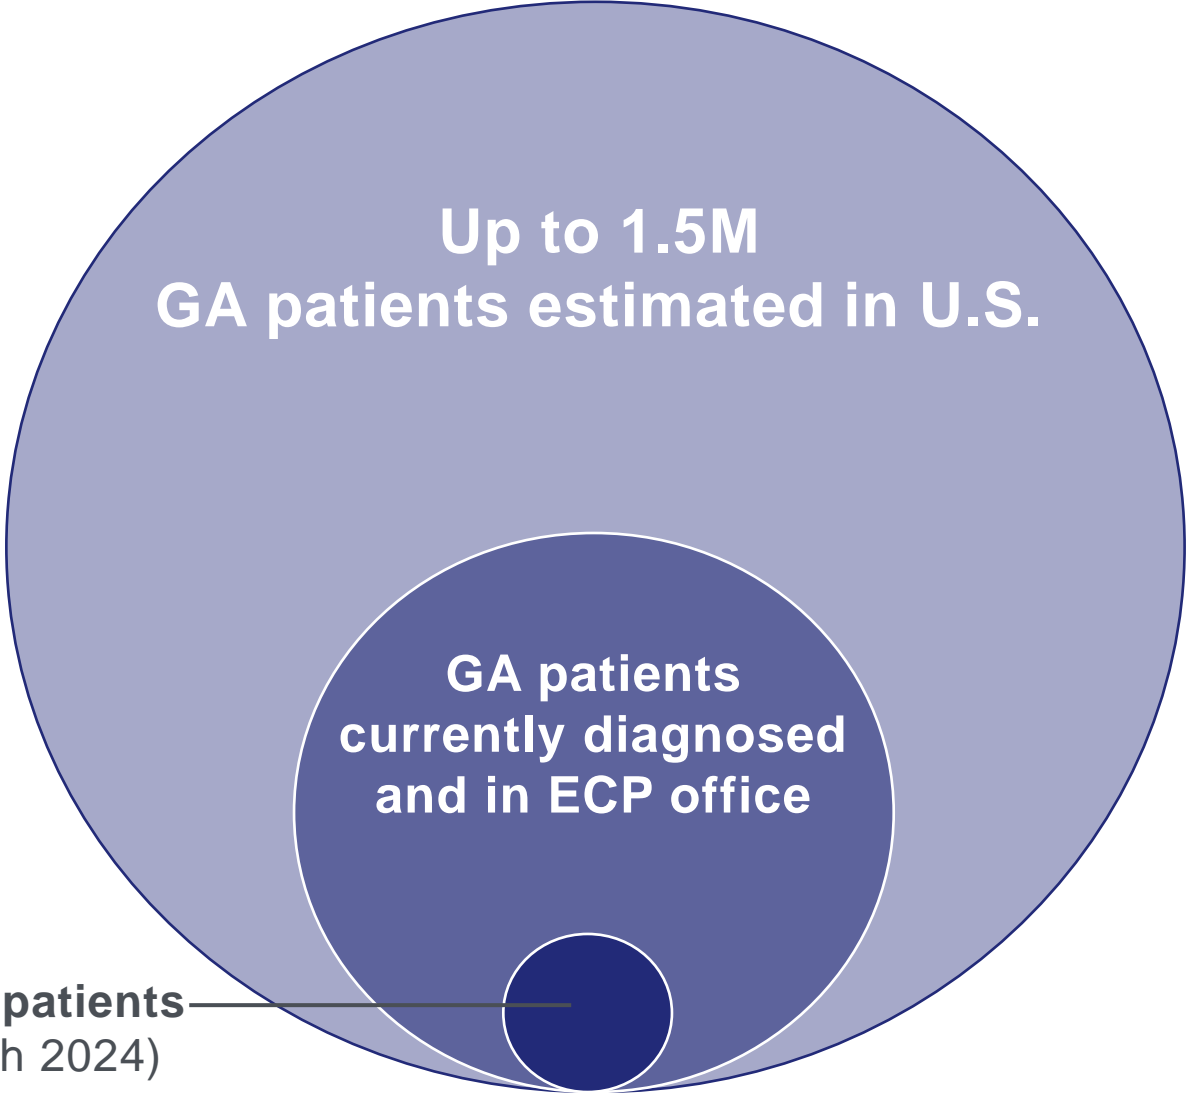 Up to 1.5M
GA patients estimated in U.S.
GA patients
currently diagnosed
and in ECP office
patients
h 2024)